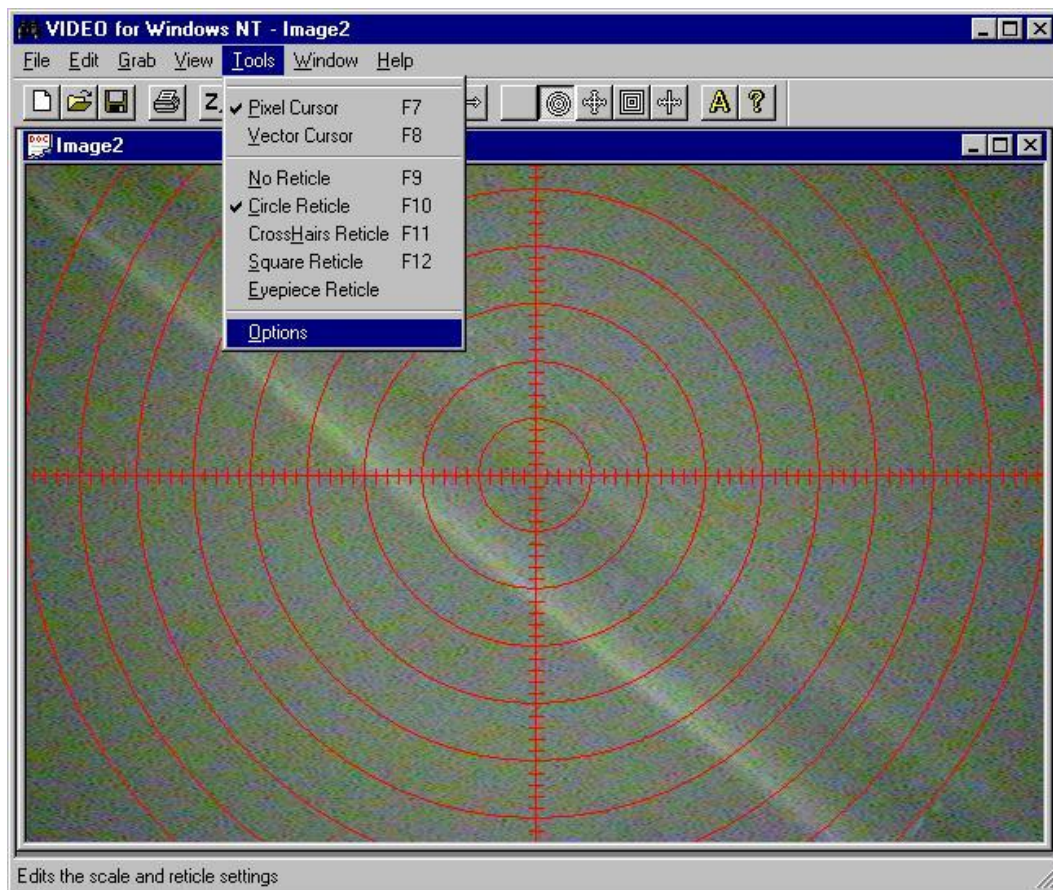 VIDEO for Windows NT - Image2
File Edit Grab View Tools Window Help
Z
A ?
Pixel Cursor F7
Vector Cursor F8
No Reticle F9
Circle Reticle F10
CrossHairs Reticle F11
Square Reticle F12
Eyepiece Reticle
Options
DOC
Image2
Edits the scale and reticle settings